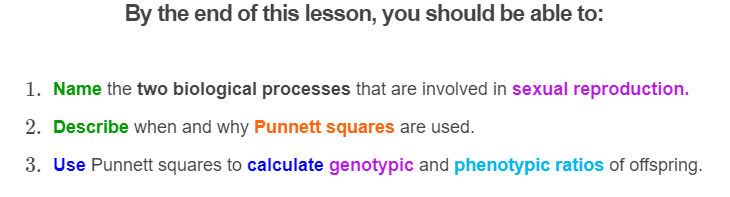 By the end of this lesson, you should be able to:
1. Name the two biological processes that are involved in sexual reproduction.
2. Describe when and why Punnett squares are used.
3. Use Punnett squares to calculate genotypic and phenotypic ratios of offspring.